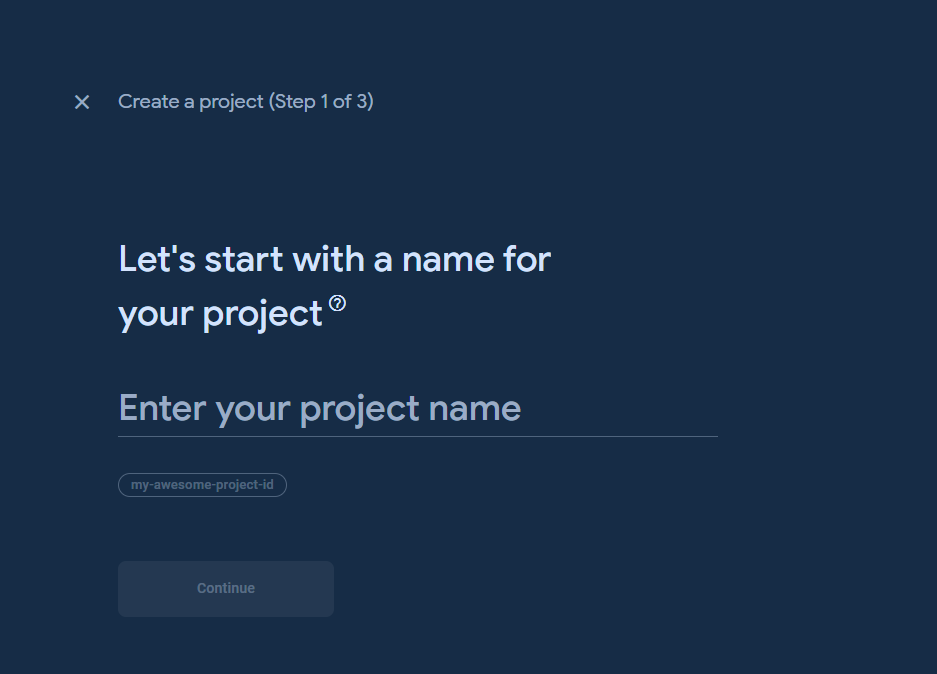 Create a project (Step 1 of 3)
Let's start with a name for
your project
Enter your project name
my-awesome-project-id
Continue